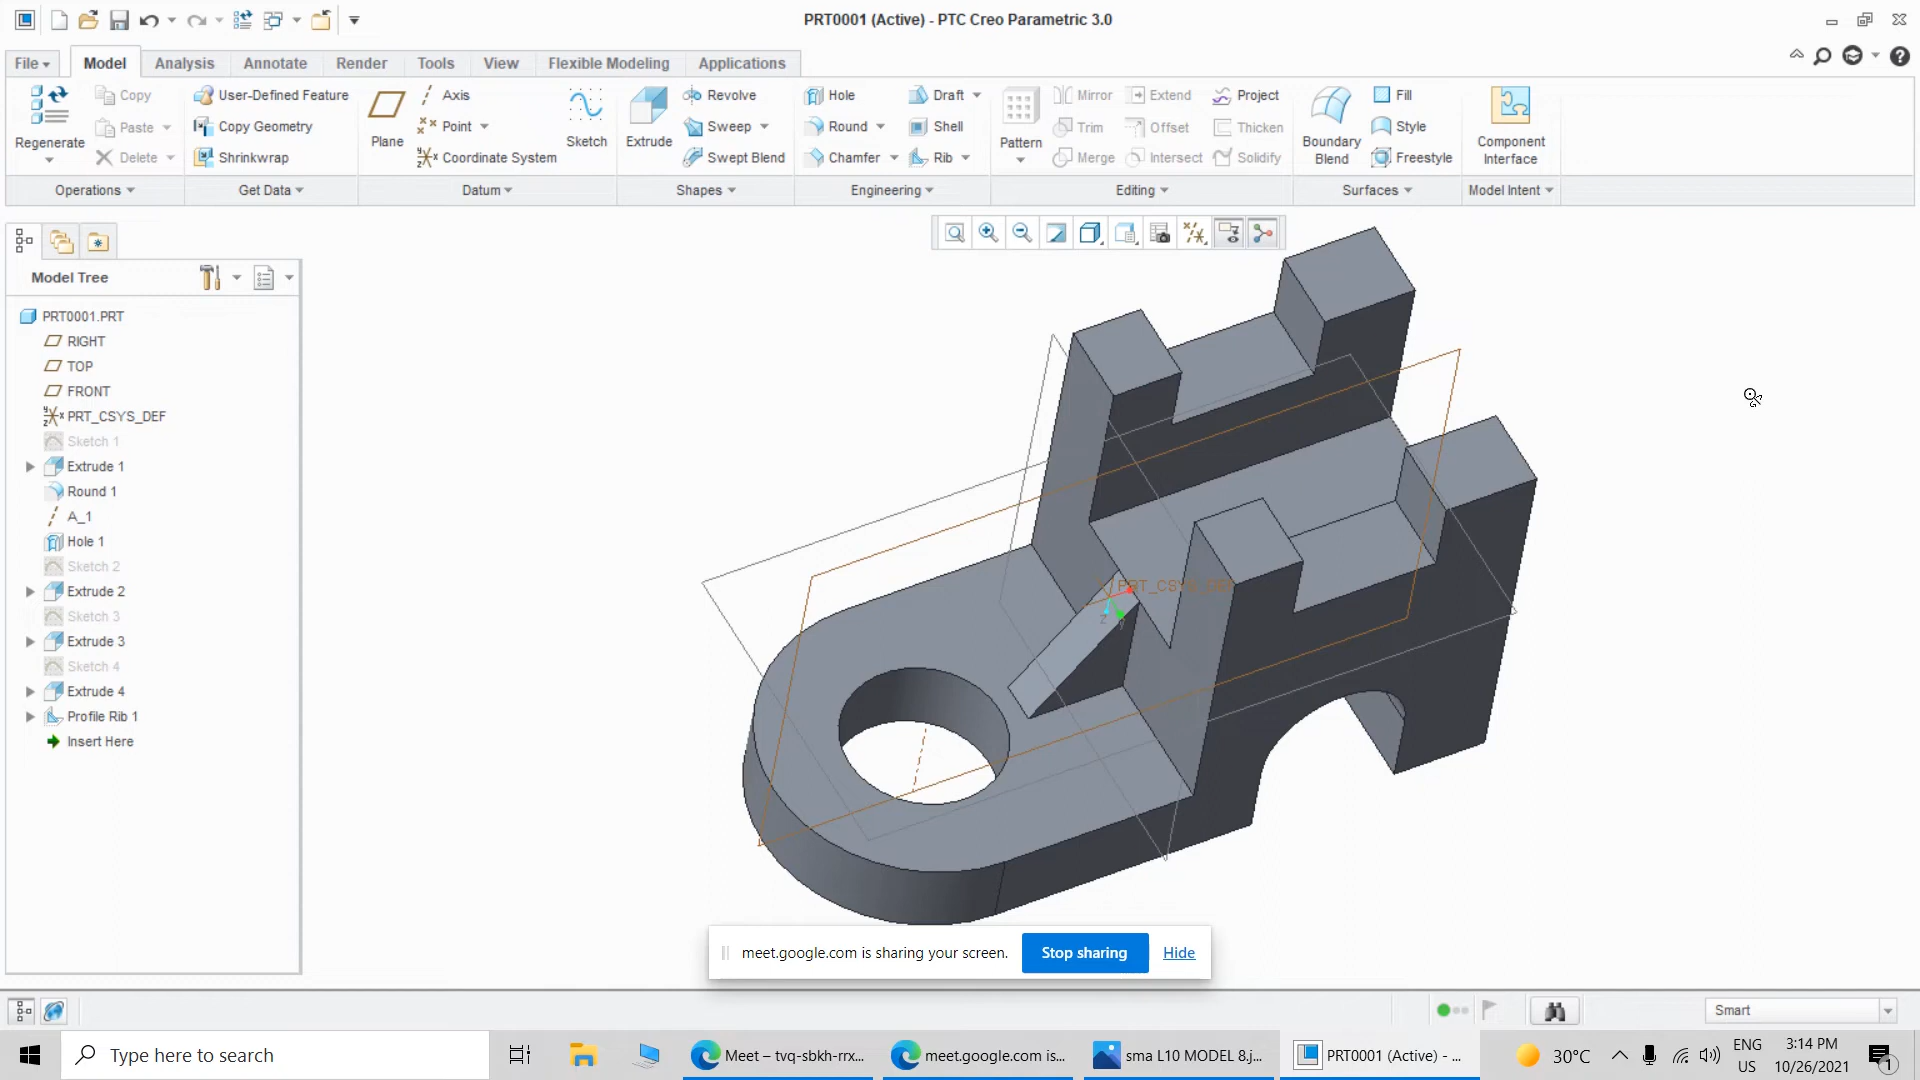 PRT0001 (Active) - PTC Creo Parametric 3.0
File Model Analysis Annotate Render Tools View Flexible Modeling Applications
Regenerate
Copy
Paste
Delete
User-Defined Feature
Copy Geometry
Shrinkwrap
Plane
Axis
Point
Coordinate System
Sketch
Extrude
Revolve
Sweep
Swept Blend
Hole
Round
Chamfer
Draft
Shell
Rib
Pattern
Mirror
Trim
Merge
Extend
Offset
Intersect
Project
Thicken
Solidify
Boundary
Blend
Fill
Style
Freestyle
Component
Interface
Operations Get Data Datum Shapes Engineering Editing Surfaces Model Intent
Model Tree
PRT0001.PRT
RIGHT
TOP
FRONT
PRT_CSYS_DEF
Sketch 1
Extrude 1
Round 1
A_1
Hole 1
Sketch 2
Extrude 2
Sketch 3
Extrude 3
Sketch 4
Extrude 4
Profile Rib 1
Insert Here
PRT_CSYS_DEF
Z
meet.google.com is sharing your screen. Stop sharing Hide
Smart
Type here to search
Meet – tvq-sbkh-rrx...
meet.google.com is...
sma L10 MODEL 8.j...
PRT0001 (Active) - ...
30°C
ENG
US
3:14 PM
10/26/2021
1